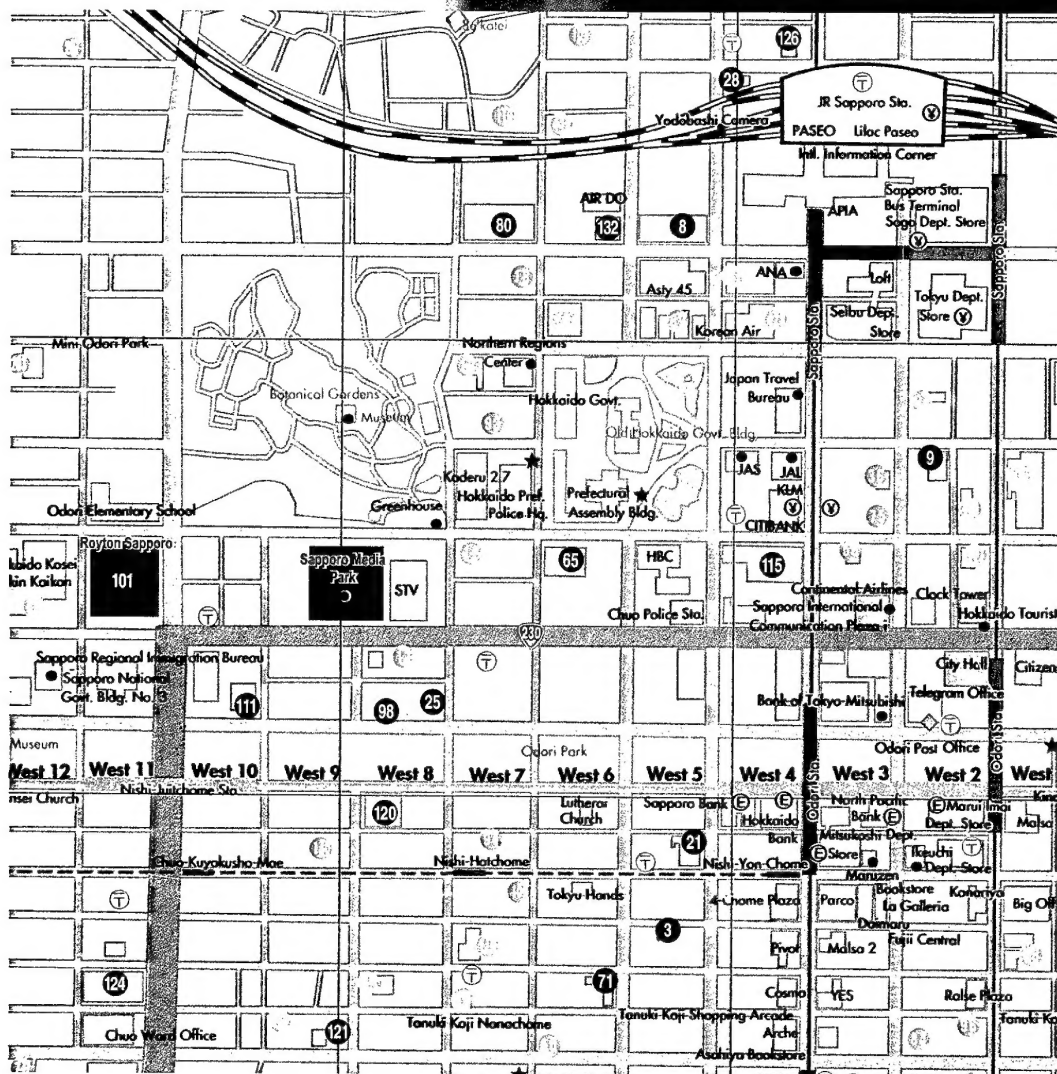 126
28
JR Sapporo Sta.
Yodobashi Camera
PASEO Lilac Paseo
Intl. Information Corner
AIR DO
Sapporo Sta.
Bus Terminal
Sogo Dept. Store
APIA
80
132
8
Sapporo Sta.
ANA
Loft
Asty 45
Tokyu Dept.
Store
Seibu Dept.
Store
Korean Air
Sapporo Sta.
Mini Odori Park
Northern Regions
Center
Japan Travel
Bureau
Botanical Gardens
Museum
Hokkaido Govt.
Old Hokkaido Govt. Bldg.
9
JAS
JAL
KLM
Kaderu 2.7
Hokkaido Pref.
Police Hq.
Prefectural
Assembly Bldg.
Odori Elementary School
Greenhouse
CITIBANK
Royton Sapporo
101
Sapporo Media
Park
STV
65
HBC
115
Chuo Police Sta.
Continental Airlines
Sapporo International
Communication Plaza i
Clock Tower
Hokkaido Tourist
230
Sapporo Regional Immigration Bureau
Sapporo National
Govt. Bldg. No. 3
City Hall
Citizen
111
98
25
Bank of Tokyo-Mitsubishi
Telegram Office
Museum
Odori Park
Odori Post Office
West 12 West 11 West 10 West 9 West 8 West 7 West 6 West 5 West 4 West 3 West 2 West
Odori Sta.
Odori Sta.
Nishi-Juitchome Sta.
nsei Church
120
Lutheran
Church
Sapporo Bank
Hokkaido
Bank
North Pacific
Bank
Marui Imai
Dept. Store
Malsa
Mitsukoshi Dept.
Store
21
Ikeuchi
Dept. Store
Chuo-Kuyakusho-Mae
Nishi-Hatchome
Nishi-Yon-Chome
Maruzen
Bookstore
Tokyu Hands
4-Chome Plaza
Parco
La Galleria
Kanariya
Big Off
Daimaru
Fujii Central
3
Pivot
Malsa 2
124
71
Cosmo
YES
Ralse Plaza
Chuo Ward Office
121
Tanuki Koji Nanachome
Tanuki Koji Shopping Arcade
Tanuki Ko
Arche
Asahiya Bookstore